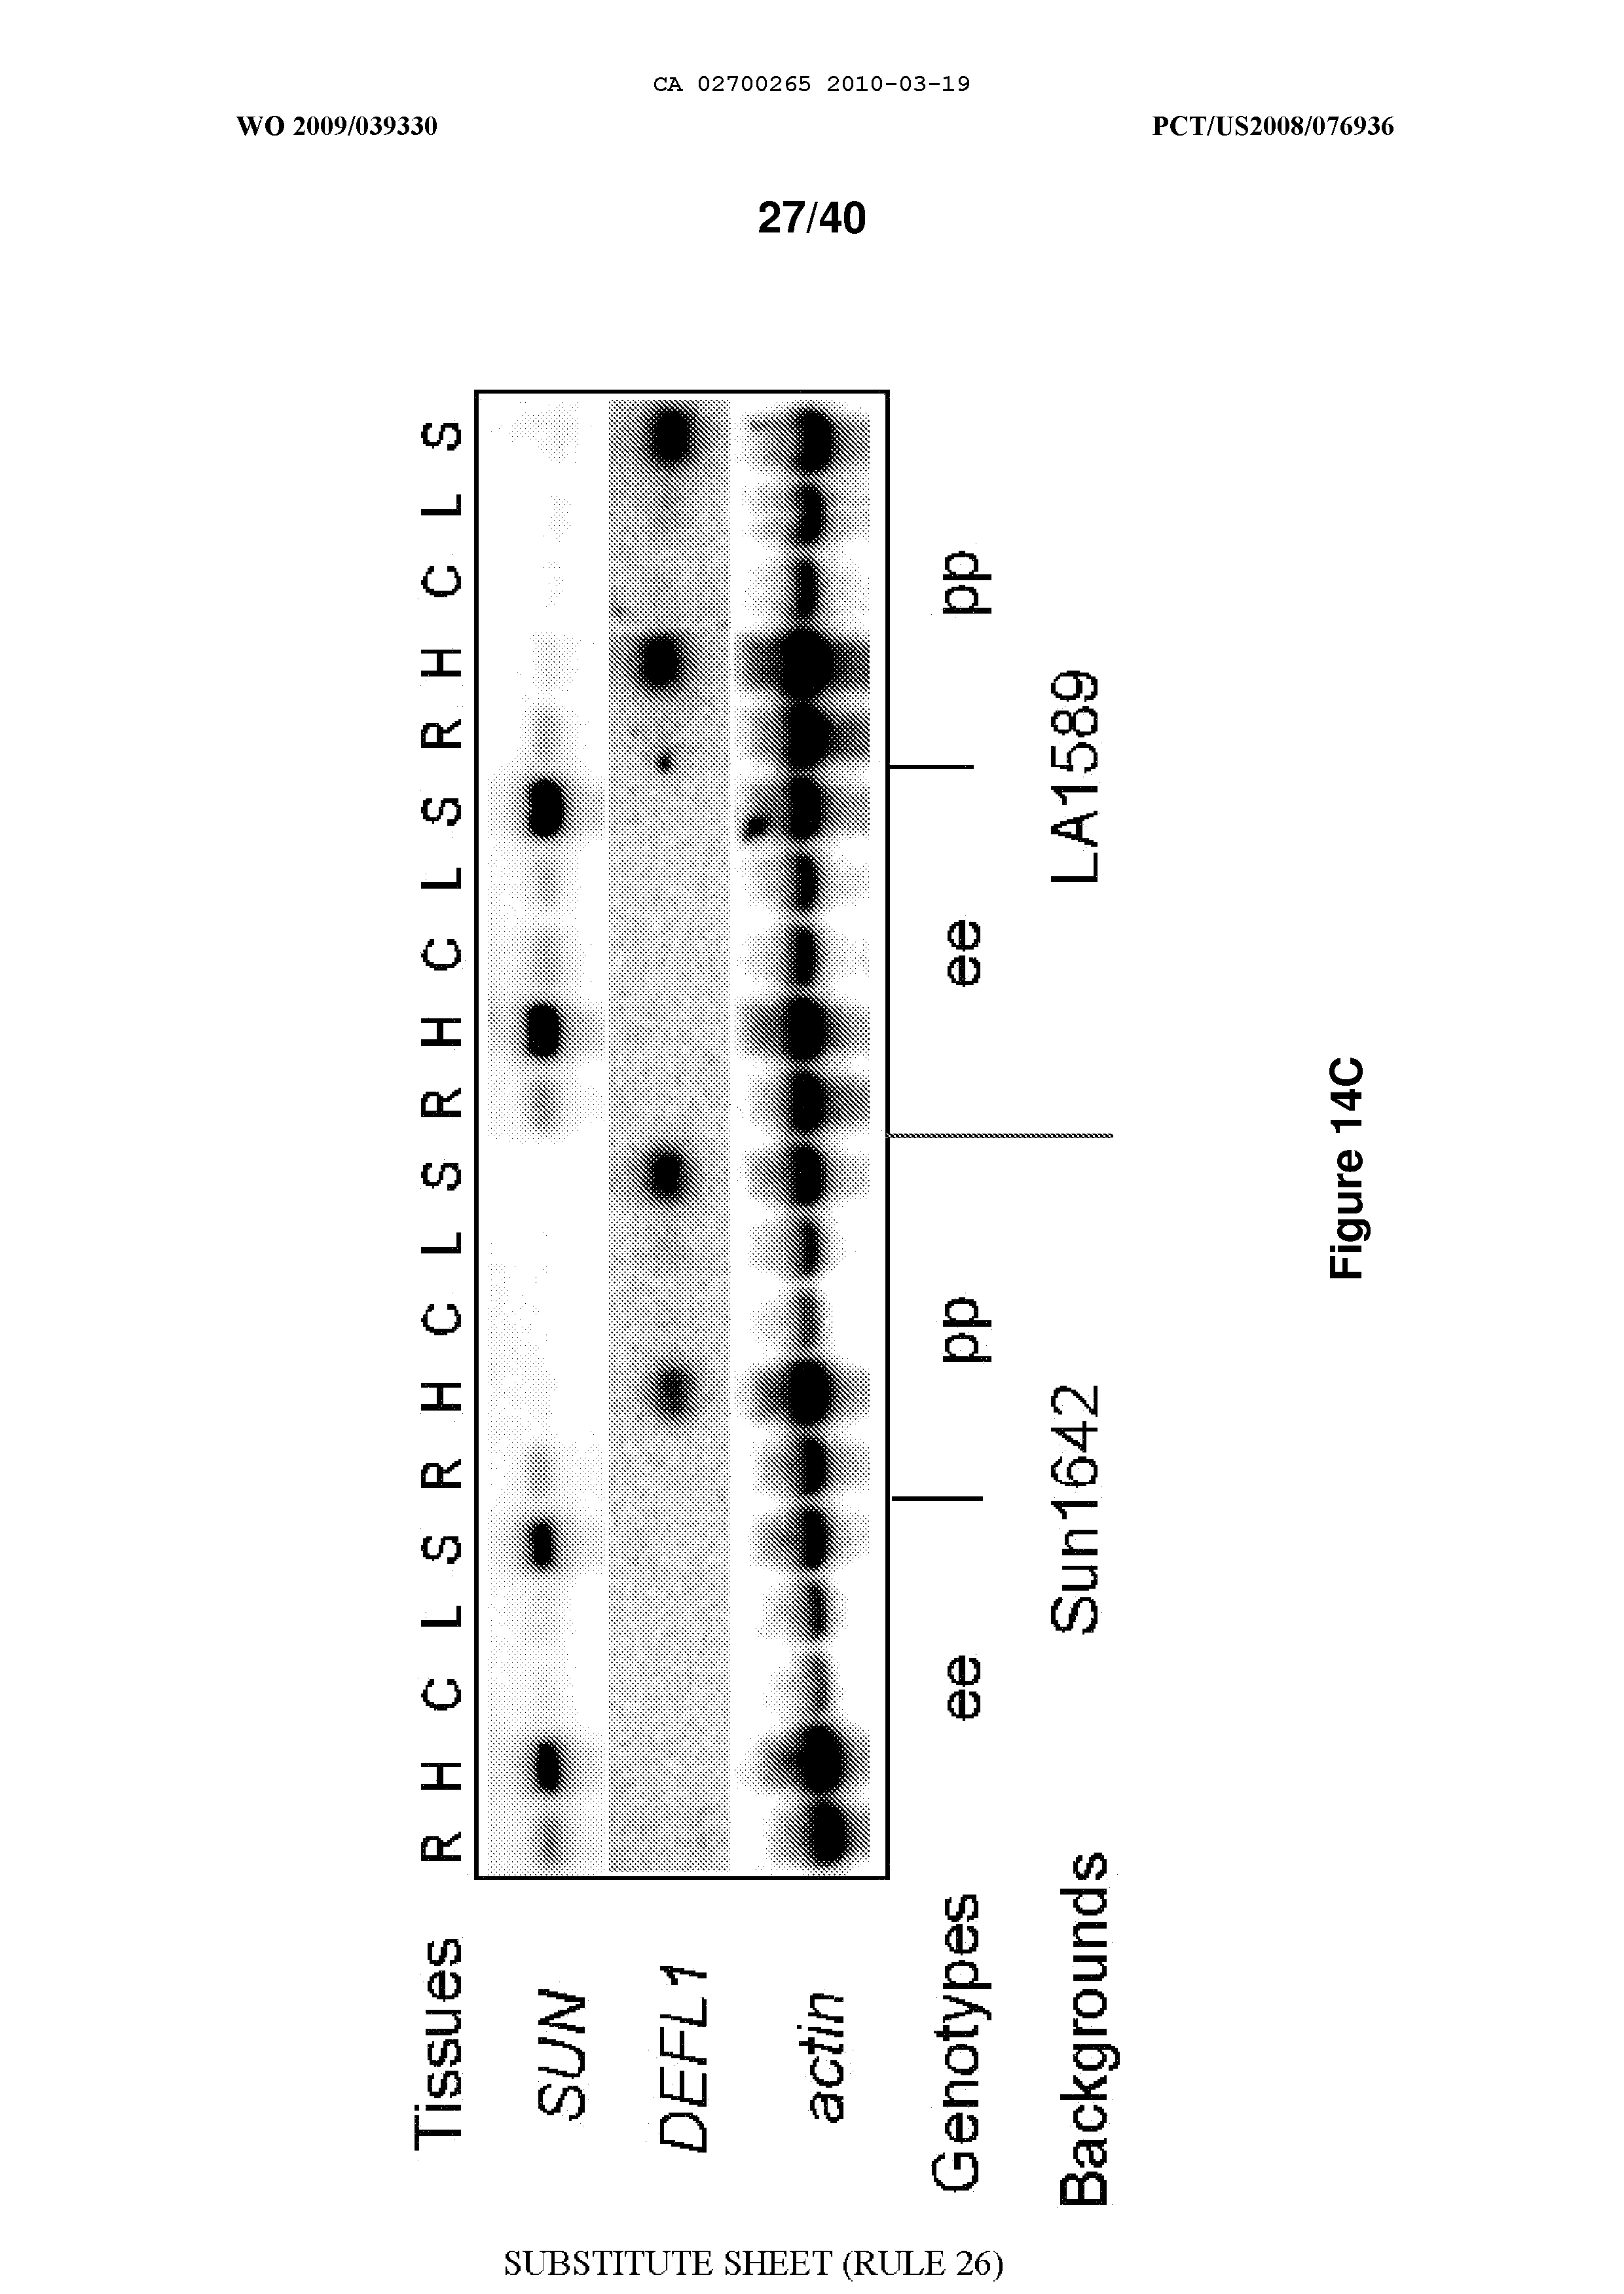 CA 02700265 2010-03-19
WO 2009/039330 PCT/US2008/076936
27/40
Tissues R H C L S R H C L S R H C L S R H C L S
SUN
DEFL1
actin
Genotypes ee pp ee pp
Backgrounds Sun1642 LA1589
Figure 14C
SUBSTITUTE SHEET (RULE 26)